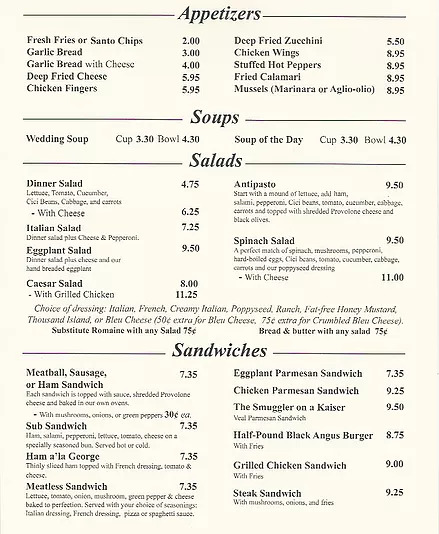 Appetizers
Fresh Fries or Santo Chips 2.00
Garlic Bread 3.00
Garlic Bread with Cheese 4.00
Deep Fried Cheese 5.95
Chicken Fingers 5.95
Deep Fried Zucchini 5.50
Chicken Wings 8.95
Stuffed Hot Peppers 8.95
Fried Calamari 8.95
Mussels (Marinara or Aglio-olio) 8.95
Soups
Wedding Soup Cup 3.30 Bowl 4.30
Soup of the Day Cup 3.30 Bowl 4.30
Salads
Dinner Salad 4.75
Lettuce, Tomato, Cucumber,
Cici Beans, Cabbage, and carrots
- With Cheese 6.25
Italian Salad 7.25
Dinner salad plus Cheese & Pepperoni.
Eggplant Salad 9.50
Dinner salad plus cheese and our
hand breaded eggplant
Caesar Salad 8.00
- With Grilled Chicken 11.25
Antipasto 9.50
Start with a mound of lettuce, add ham,
salami, pepperoni, Cici beans, tomato, cucumber, cabbage,
carrots and topped with shredded Provolone cheese and
black olives.
Spinach Salad 9.50
A perfect match of spinach, mushrooms, pepperoni,
hard-boiled eggs, Cici beans, tomato, cucumber, cabbage,
carrots and our poppyseed dressing
- With Cheese 11.00
Choice of dressing: Italian, French, Creamy Italian, Poppyseed, Ranch, Fat-free Honey Mustard,
Thousand Island, or Bleu Cheese (50¢ extra for Bleu Cheese, 75¢ extra for Crumbled Bleu Cheese).
Substitute Romaine with any Salad 75¢ Bread & butter with any salad 75¢
Sandwiches
Meatball, Sausage,
or Ham Sandwich 7.35
Each sandwich is topped with sauce, shredded Provolone
cheese and baked in our own ovens.
- With mushrooms, onions, or green peppers 30¢ ea.
Sub Sandwich 7.35
Ham, salami, pepperoni, lettuce, tomato, cheese on a
specially seasoned bun. Served hot or cold.
Ham a'la George 7.35
Thinly sliced ham topped with French dressing, tomato &
cheese.
Meatless Sandwich 7.35
Lettuce, tomato, onion, mushroom, green pepper & cheese
baked to perfection. Served with your choice of seasonings:
Italian dressing, French dressing, pizza or spaghetti sauce.
Eggplant Parmesan Sandwich 7.35
Chicken Parmesan Sandwich 9.25
The Smuggler on a Kaiser 9.50
Veal Parmesan Sandwich
Half-Pound Black Angus Burger 8.75
With Fries
Grilled Chicken Sandwich 9.00
With Fries
Steak Sandwich 9.25
With mushrooms, onions, and fries